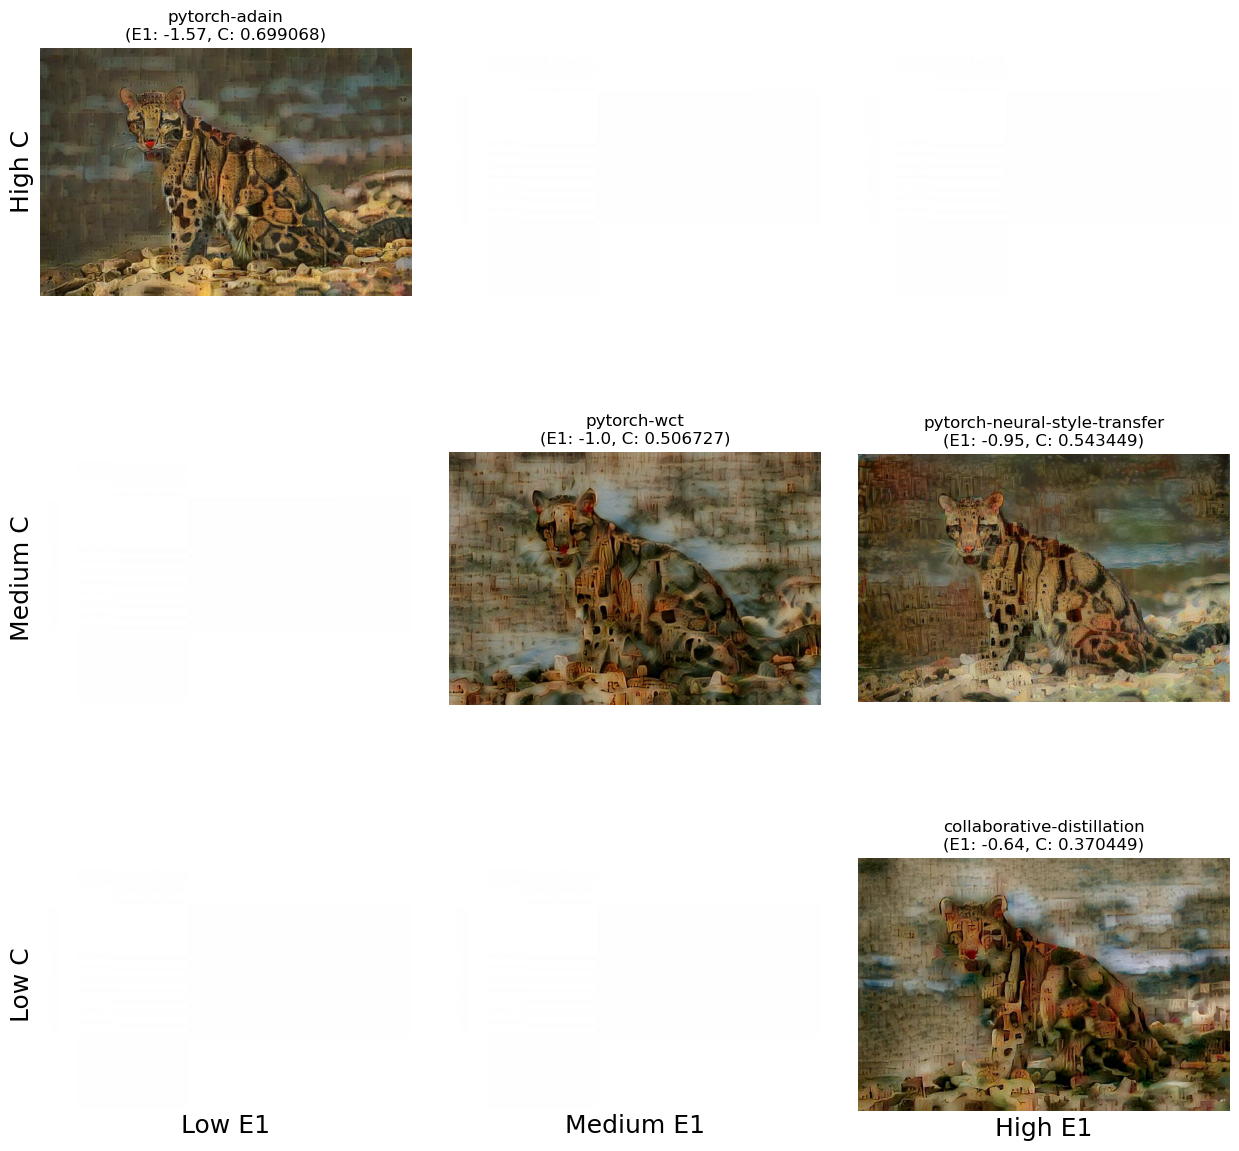 pytorch-adain
(E1: -1.57, C: 0.699068)
High C
pytorch-wct
(E1: -1.0, C: 0.506727)
pytorch-neural-style-transfer
(E1: -0.95, C: 0.543449)
Medium C
collaborative-distillation
(E1: -0.64, C: 0.370449)
Low C
Low E1
Medium E1
High E1